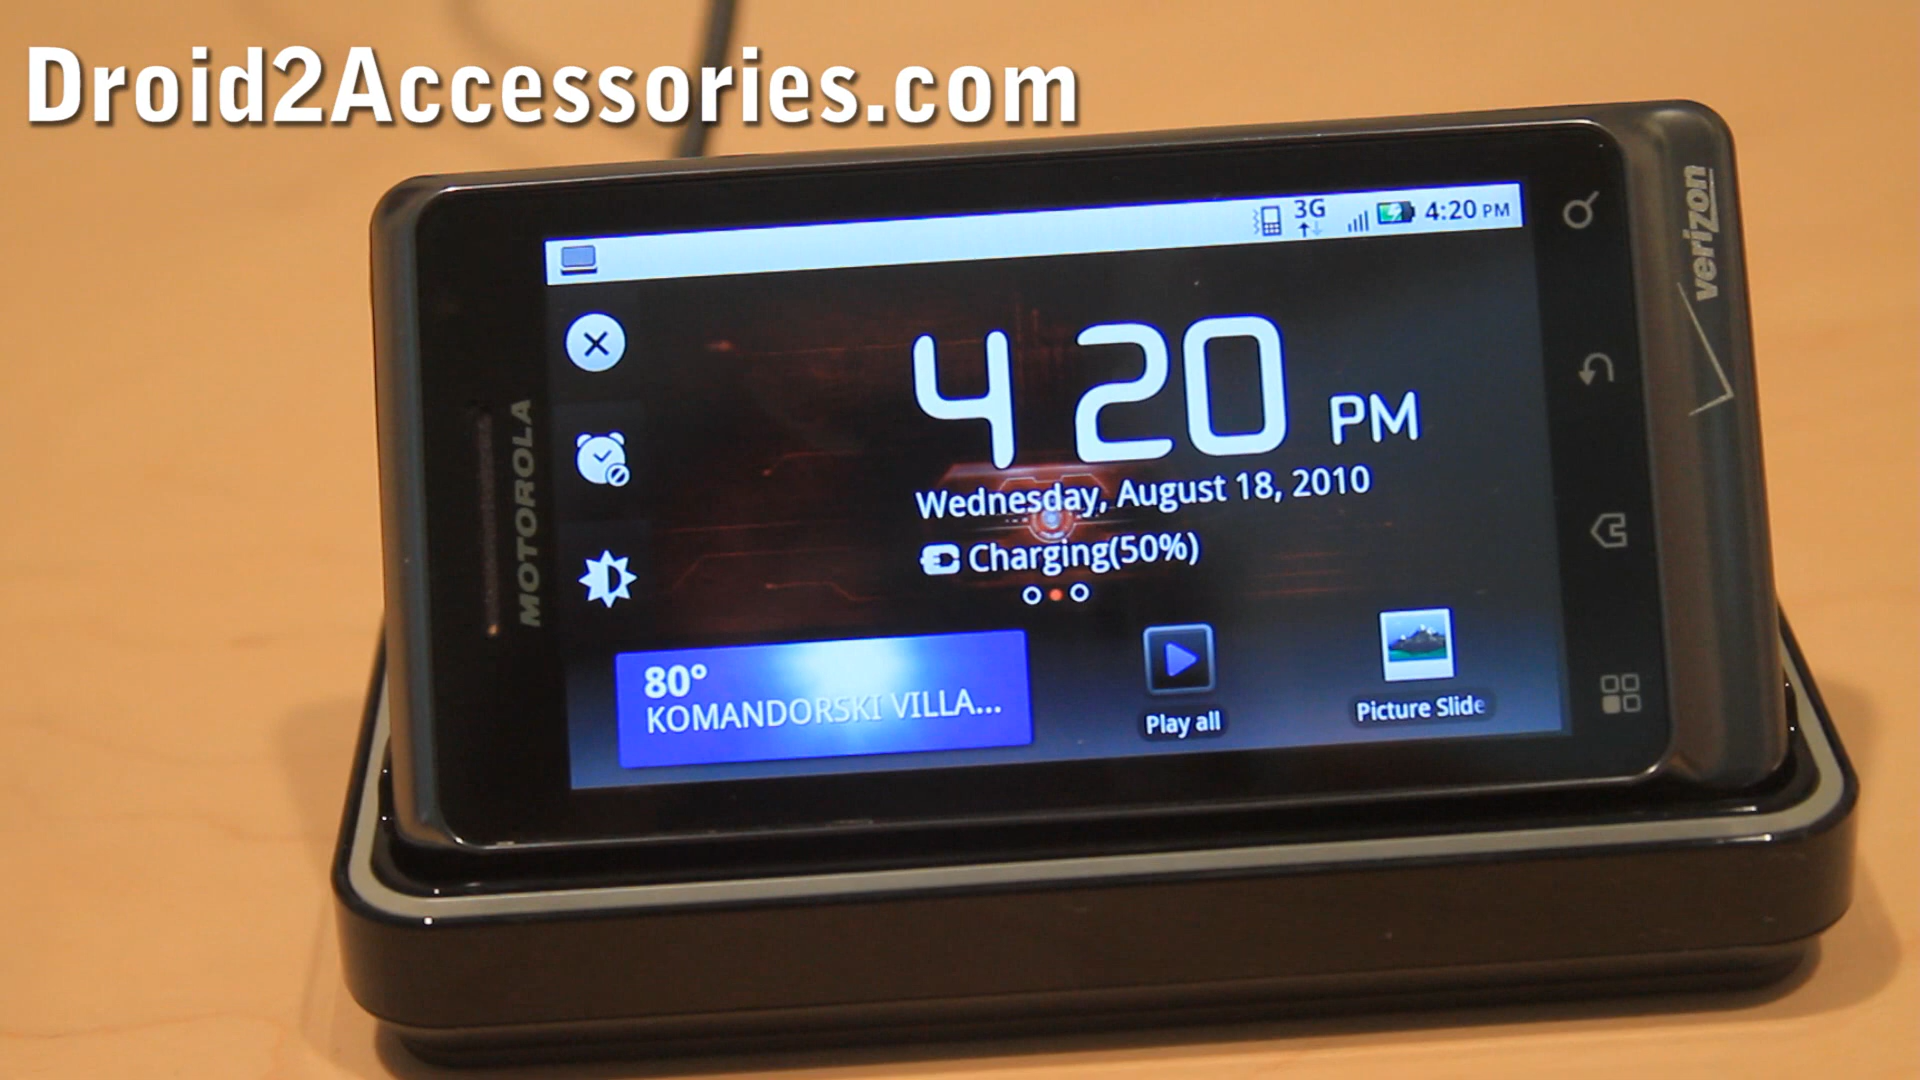 Droid2Accessories.com
3G
4:20 PM
verizon
MOTOROLA
4 20 PM
Wednesday, August 18, 2010
Charging(50%)
80°
KOMANDORSKI VILLA...
Play all
Picture Slide